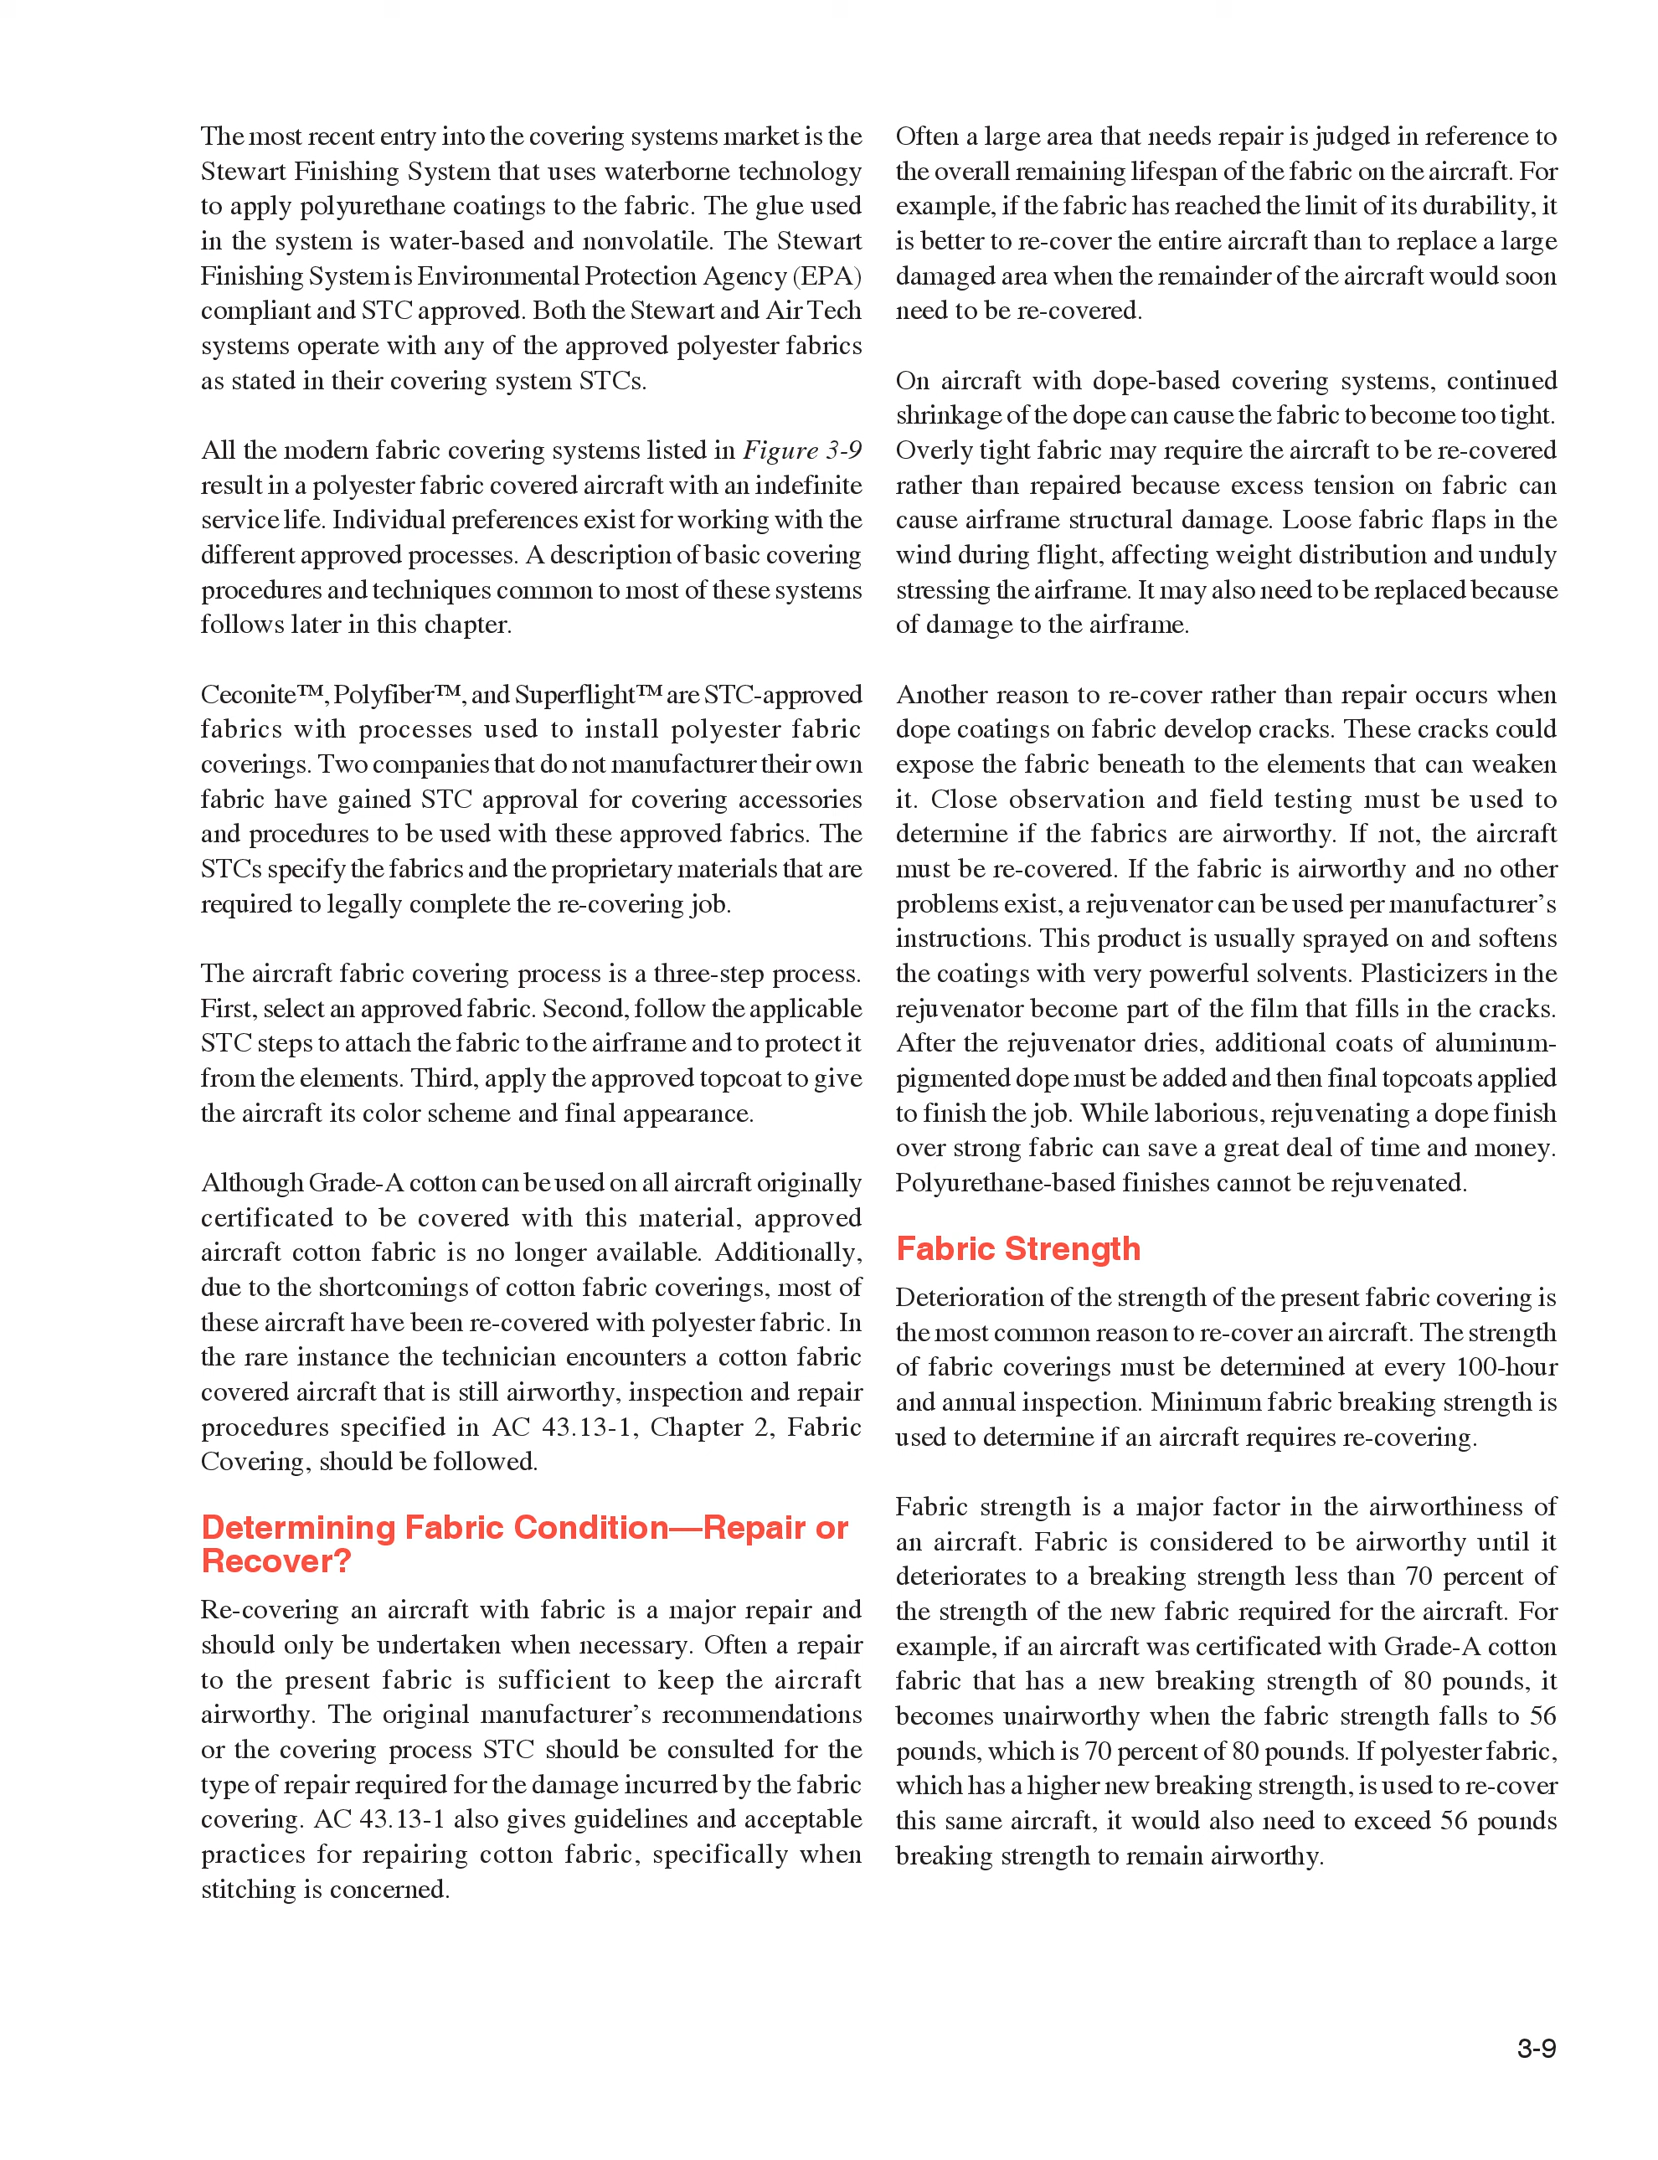 The most recent entry into the covering systems market is the
Stewart Finishing System that uses waterborne technology
to apply polyurethane coatings to the fabric. The glue used
in the system is water-based and nonvolatile. The Stewart
Finishing System is Environmental Protection Agency (EPA)
compliant and STC approved. Both the Stewart and Air Tech
systems operate with any of the approved polyester fabrics
as stated in their covering system STCs.
All the modern fabric covering systems listed in Figure 3-9
result in a polyester fabric covered aircraft with an indefinite
service life. Individual preferences exist for working with the
different approved processes. A description of basic covering
procedures and techniques common to most of these systems
follows later in this chapter.
Ceconite™, Polyfiber™, and Superflight™ are STC-approved
fabrics with processes used to install polyester fabric
coverings. Two companies that do not manufacturer their own
fabric have gained STC approval for covering accessories
and procedures to be used with these approved fabrics. The
STCs specify the fabrics and the proprietary materials that are
required to legally complete the re-covering job.
The aircraft fabric covering process is a three-step process.
First, select an approved fabric. Second, follow the applicable
STC steps to attach the fabric to the airframe and to protect it
from the elements. Third, apply the approved topcoat to give
the aircraft its color scheme and final appearance.
Although Grade-A cotton can be used on all aircraft originally
certificated to be covered with this material, approved
aircraft cotton fabric is no longer available. Additionally,
due to the shortcomings of cotton fabric coverings, most of
these aircraft have been re-covered with polyester fabric. In
the rare instance the technician encounters a cotton fabric
covered aircraft that is still airworthy, inspection and repair
procedures specified in AC 43.13-1, Chapter 2, Fabric
Covering, should be followed.
Determining Fabric Condition—Repair or
Recover?
Re-covering an aircraft with fabric is a major repair and
should only be undertaken when necessary. Often a repair
to the present fabric is sufficient to keep the aircraft
airworthy. The original manufacturer’s recommendations
or the covering process STC should be consulted for the
type of repair required for the damage incurred by the fabric
covering. AC 43.13-1 also gives guidelines and acceptable
practices for repairing cotton fabric, specifically when
stitching is concerned.
Often a large area that needs repair is judged in reference to
the overall remaining lifespan of the fabric on the aircraft. For
example, if the fabric has reached the limit of its durability, it
is better to re-cover the entire aircraft than to replace a large
damaged area when the remainder of the aircraft would soon
need to be re-covered.
On aircraft with dope-based covering systems, continued
shrinkage of the dope can cause the fabric to become too tight.
Overly tight fabric may require the aircraft to be re-covered
rather than repaired because excess tension on fabric can
cause airframe structural damage. Loose fabric flaps in the
wind during flight, affecting weight distribution and unduly
stressing the airframe. It may also need to be replaced because
of damage to the airframe.
Another reason to re-cover rather than repair occurs when
dope coatings on fabric develop cracks. These cracks could
expose the fabric beneath to the elements that can weaken
it. Close observation and field testing must be used to
determine if the fabrics are airworthy. If not, the aircraft
must be re-covered. If the fabric is airworthy and no other
problems exist, a rejuvenator can be used per manufacturer’s
instructions. This product is usually sprayed on and softens
the coatings with very powerful solvents. Plasticizers in the
rejuvenator become part of the film that fills in the cracks.
After the rejuvenator dries, additional coats of aluminum-
pigmented dope must be added and then final topcoats applied
to finish the job. While laborious, rejuvenating a dope finish
over strong fabric can save a great deal of time and money.
Polyurethane-based finishes cannot be rejuvenated.
Fabric Strength
Deterioration of the strength of the present fabric covering is
the most common reason to re-cover an aircraft. The strength
of fabric coverings must be determined at every 100-hour
and annual inspection. Minimum fabric breaking strength is
used to determine if an aircraft requires re-covering.
Fabric strength is a major factor in the airworthiness of
an aircraft. Fabric is considered to be airworthy until it
deteriorates to a breaking strength less than 70 percent of
the strength of the new fabric required for the aircraft. For
example, if an aircraft was certificated with Grade-A cotton
fabric that has a new breaking strength of 80 pounds, it
becomes unairworthy when the fabric strength falls to 56
pounds, which is 70 percent of 80 pounds. If polyester fabric,
which has a higher new breaking strength, is used to re-cover
this same aircraft, it would also need to exceed 56 pounds
breaking strength to remain airworthy.
3-9